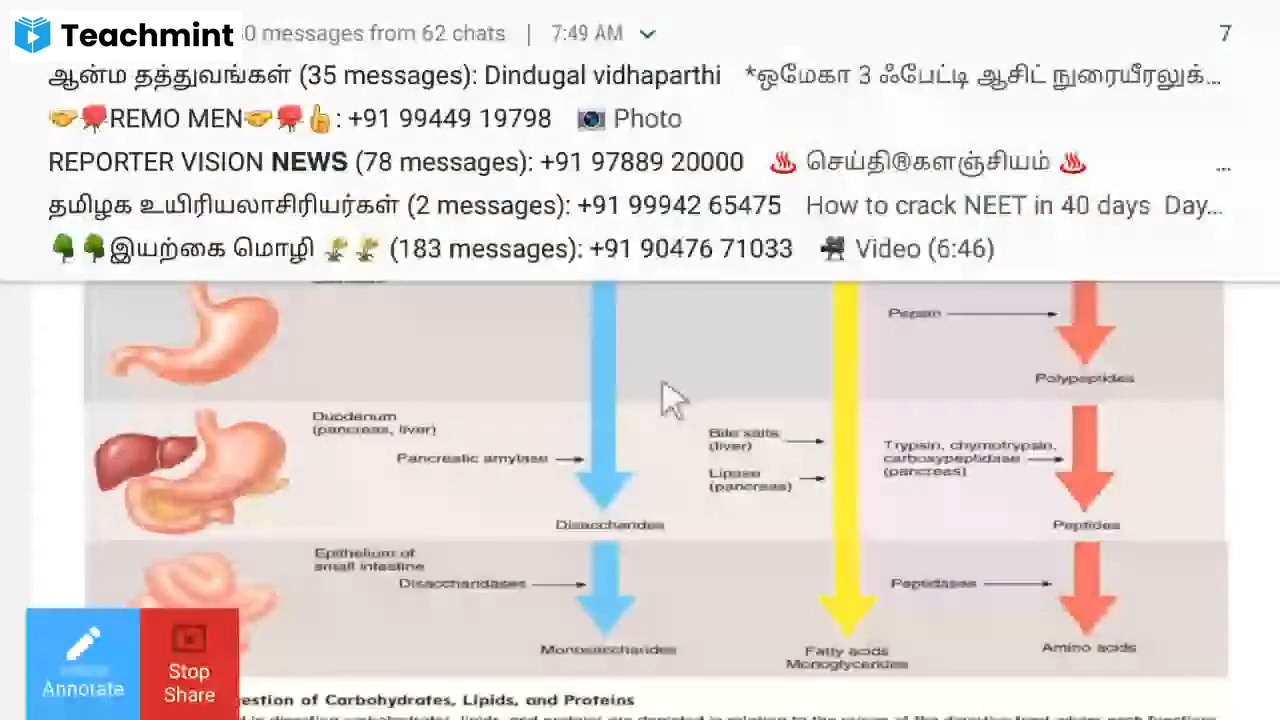 Teachmint
0 messages from 62 chats | 7:49 AM
7
ஆன்ம தத்துவங்கள் (35 messages): Dindugal vidhaparthi *ஒமேகா 3 ஃபேட்டி ஆசிட் நுரையீரலுக்...
🤝🌹REMO MEN🤝🌹👍: +91 99449 19798 📷 Photo
REPORTER VISION NEWS (78 messages): +91 97889 20000 ♨️ செய்தி®களஞ்சியம் ♨️ ...
தமிழக உயிரியலாசிரியர்கள் (2 messages): +91 99942 65475 How to crack NEET in 40 days Day...
🌳🌳இயற்கை மொழி 🌾🌾 (183 messages): +91 90476 71033 🎥 Video (6:46)
Pepsin
Polypeptides
Duodenum
(pancreas, liver)
Pancreatic amylase
Bile salts
(liver)
Lipase
(pancreas)
Trypsin, chymotrypsin,
carboxypeptidase
(pancreas)
Disaccharides
Peptides
Epithelium of
small intestine
Disaccharidases
Peptidases
Monosaccharides
Fatty acids
Monoglycerides
Amino acids
Annotate
Stop
Share
estion of Carbohydrates, Lipids, and Proteins